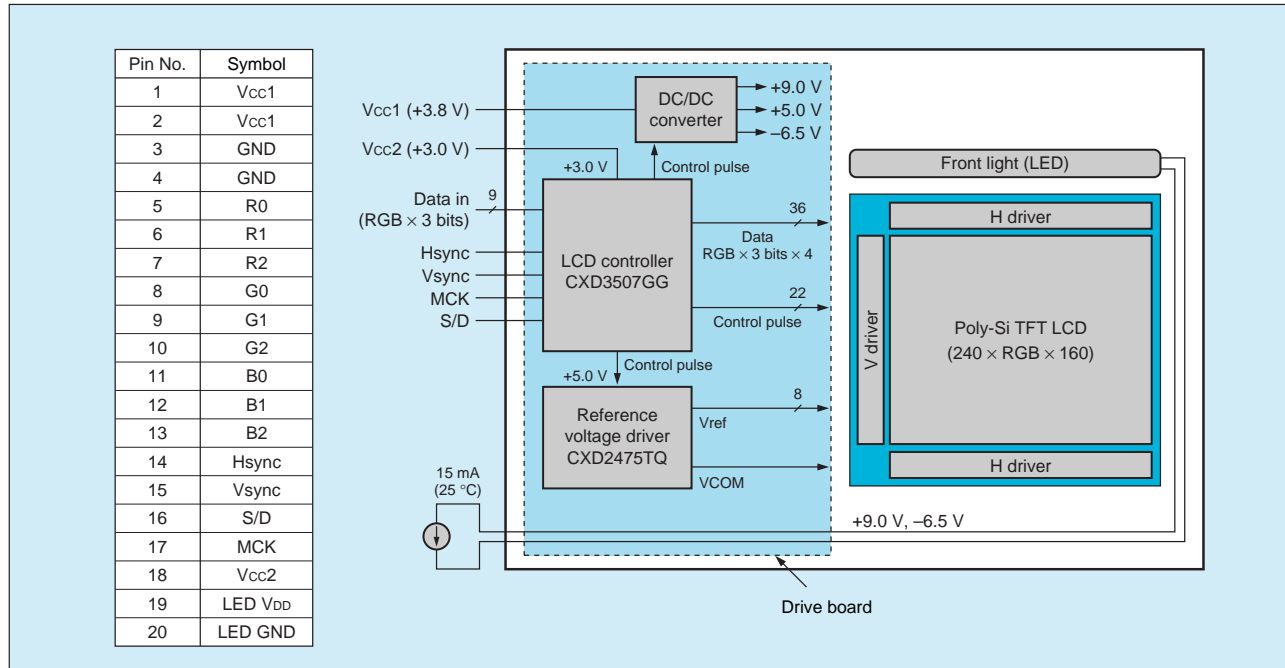 Pin No. Symbol
1 Vcc1
2 Vcc1
3 GND
4 GND
5 R0
6 R1
7 R2
8 G0
9 G1
10 G2
11 B0
12 B1
13 B2
14 Hsync
15 Vsync
16 S/D
17 MCK
18 Vcc2
19 LED VDD
20 LED GND
Vcc1 (+3.8 V)
Vcc2 (+3.0 V)
Data in
(RGB × 3 bits)
9
Hsync
Vsync
MCK
S/D
DC/DC
converter
+9.0 V
+5.0 V
–6.5 V
+3.0 V
Control pulse
LCD controller
CXD3507GG
36
Data
RGB × 3 bits × 4
22
Control pulse
Control pulse
+5.0 V
Reference
voltage driver
CXD2475TQ
8
Vref
VCOM
15 mA
(25 °C)
Front light (LED)
H driver
V driver
Poly-Si TFT LCD
(240 × RGB × 160)
H driver
+9.0 V, –6.5 V
Drive board